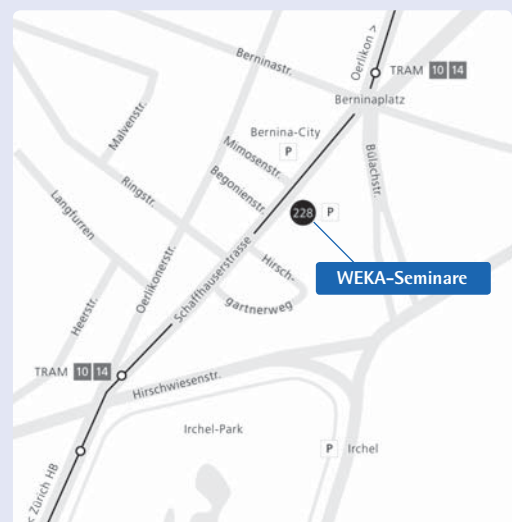 Oerlikon >
TRAM 10 14
Berninastr.
Berninaplatz
Malvenstr.
Bernina-City
P
Mimosenstr.
Bülachstr.
Begonienstr.
Ringstr.
Langfurren
228 P
Oerlikonerstr.
Schaffhauserstrasse
Hirsch-
gartnerweg
WEKA-Seminare
Heerstr.
TRAM 10 14
Hirschwiesenstr.
Irchel-Park
P Irchel
< Zürich HB